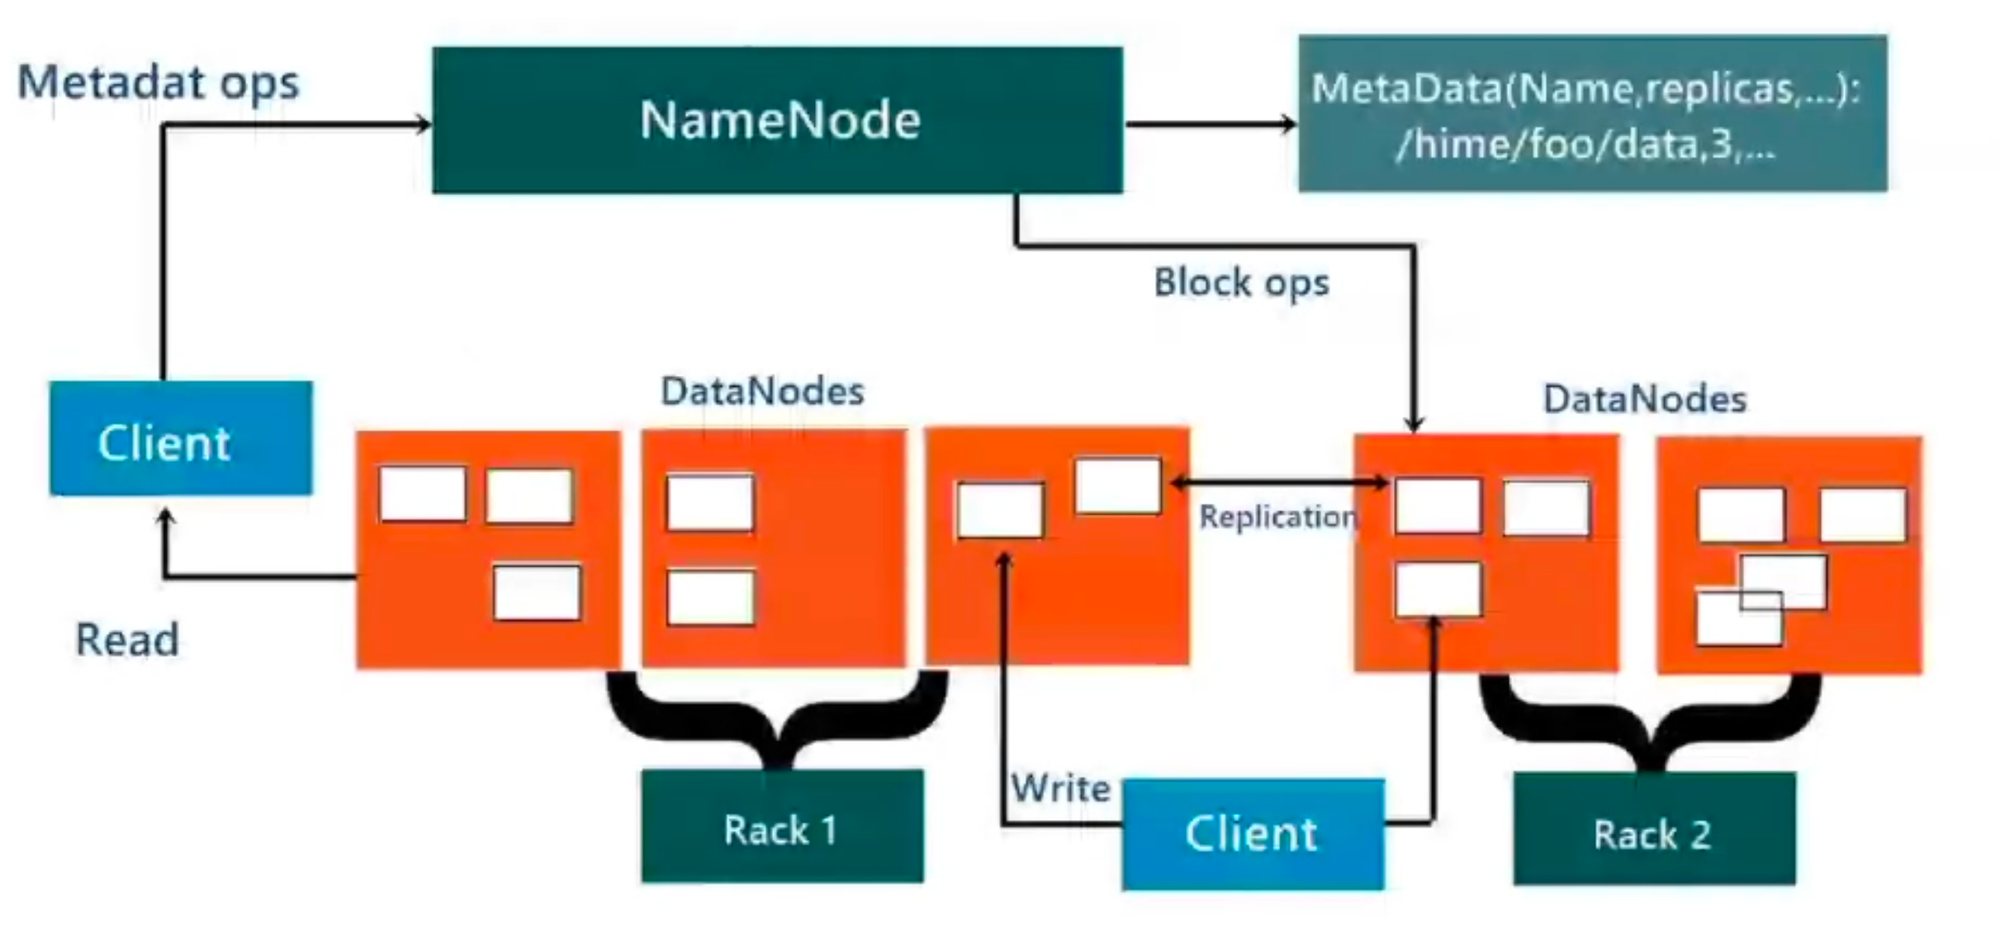 Metadat ops
NameNode
MetaData(Name,replicas,...):
/hime/foo/data,3,...
Block ops
Client
DataNodes
DataNodes
Replication
Read
Write
Rack 1
Client
Rack 2